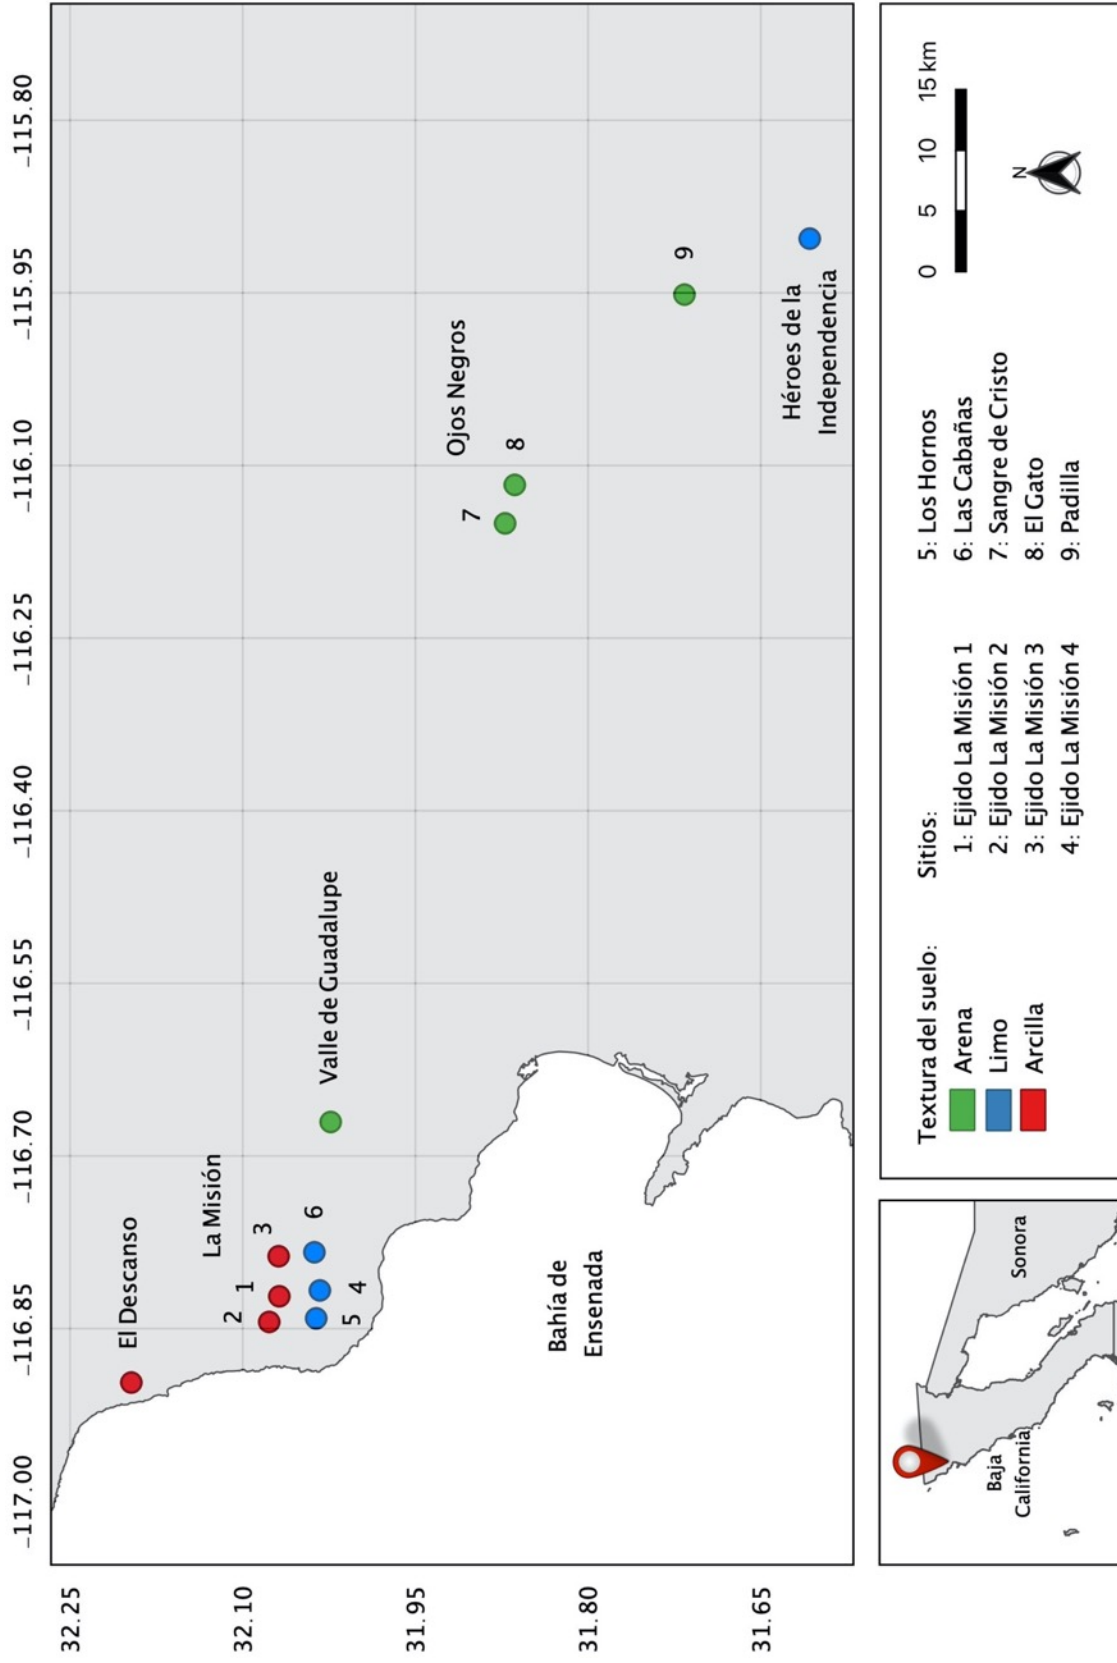 −117.00
−116.85
−116.70
−116.55
−116.40
−116.25
−116.10
−115.95
−115.80
32.25
32.10
31.95
31.80
31.65
El Descanso
La Misión
2
1
3
5
4
6
Valle de Guadalupe
Ojos Negros
7
8
9
Héroes de la
Independencia
Bahía de
Ensenada
Baja
California
Sonora
Textura del suelo:
Arena
Limo
Arcilla
Sitios:
1: Ejido La Misión 1
2: Ejido La Misión 2
3: Ejido La Misión 3
4: Ejido La Misión 4
5: Los Hornos
6: Las Cabañas
7: Sangre de Cristo
8: El Gato
9: Padilla
0 5 10 15 km
N